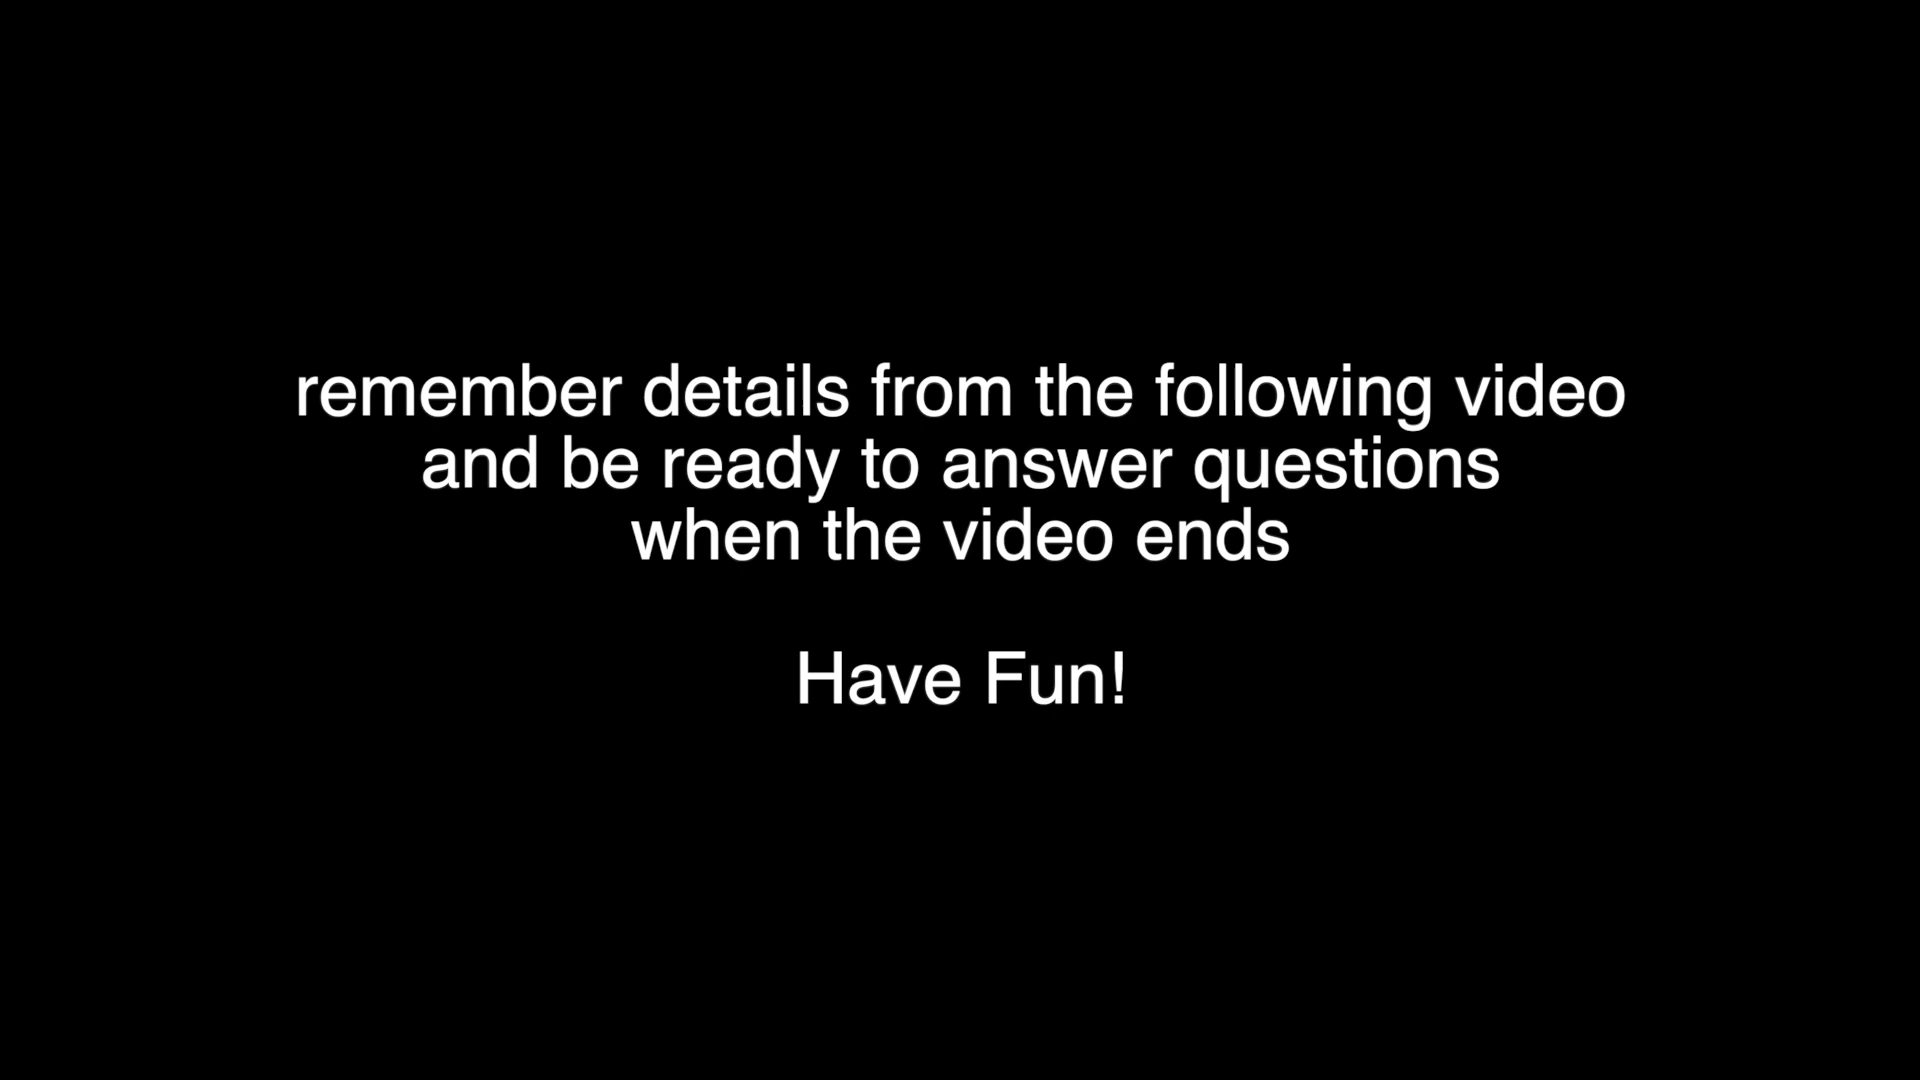 remember details from the following video
and be ready to answer questions
when the video ends
Have Fun!